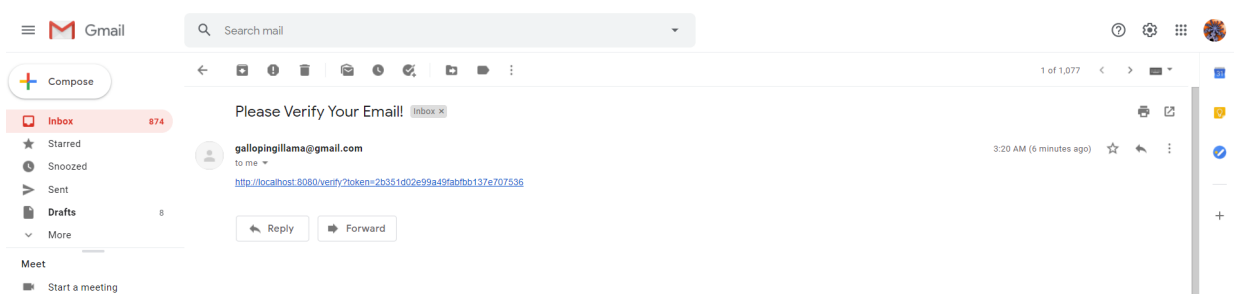 Gmail
Search mail
Compose
1 of 1,077
31
Please Verify Your Email! Inbox ×
Inbox 874
Starred
gallopingillama@gmail.com 3:20 AM (6 minutes ago)
to me
Snoozed
http://localhost:8080/verify?token=2b351d02e99a49fabfbb137e707536
Sent
Drafts 8
Reply Forward
More
Meet
Start a meeting